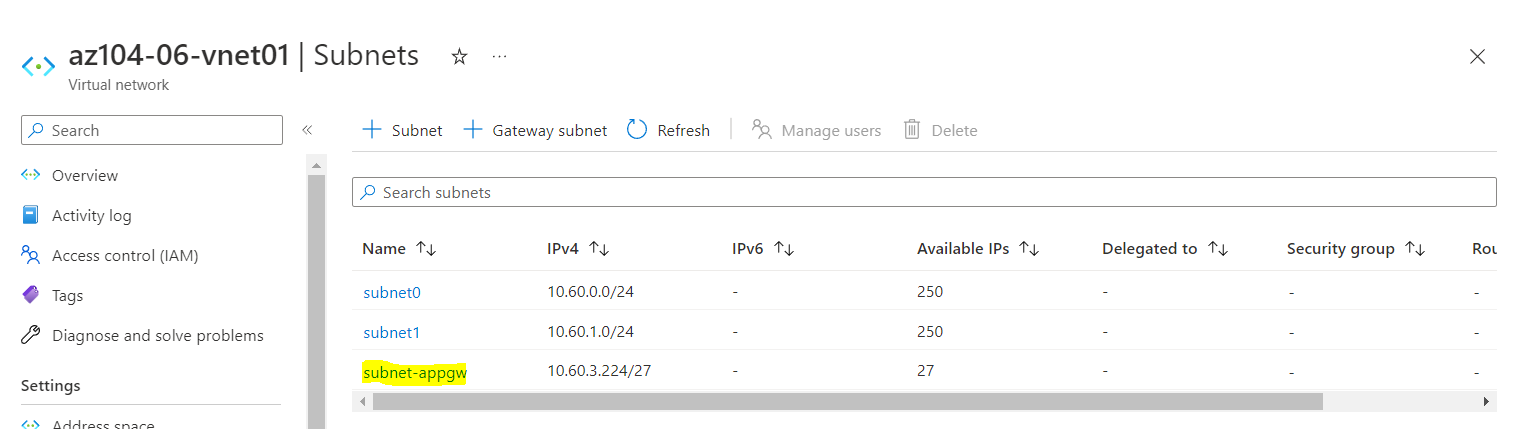 az104-06-vnet01 | Subnets
Virtual network
Search
Subnet Gateway subnet Refresh Manage users Delete
Overview
Activity log
Access control (IAM)
Tags
Diagnose and solve problems
Settings
Address space
Search subnets
Name IPv4 IPv6 Available IPs Delegated to Security group Rou
subnet0 10.60.0.0/24 - 250 - - -
subnet1 10.60.1.0/24 - 250 - - -
subnet-appgw 10.60.3.224/27 - 27 - - -